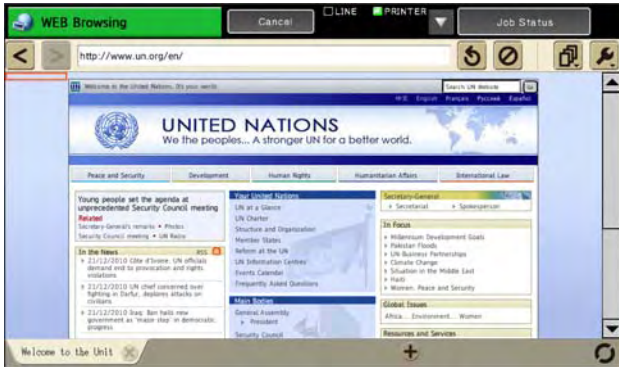 WEB Browsing
Cancel
LINE
PRINTER
Job Status
http://www.un.org/en/
Welcome to the United Nations. It's your world.
Search UN Website
中文 English Français Русский Español
UNITED NATIONS
We the peoples... A stronger UN for a better world.
Peace and Security Development Human Rights Humanitarian Affairs International Law
Young people set the agenda at
unprecedented Security Council meeting
Related
Secretary-General's remarks • Photos
Security Council meeting • UN Radio
In the News RSS
21/12/2010 Côte d'Ivoire: UN officials
demand end to provocation and rights
violations
21/12/2010 UN chief concerned over
fighting in Darfur, deplores attacks on
civilians
21/12/2010 Iraq: Ban hails new
government as 'major step' in democratic
progress
Your United Nations
UN at a Glance
UN Charter
Structure and Organization
Member States
Reform at the UN
UN Information Centres
Events Calendar
Frequently Asked Questions
Main Bodies
General Assembly
President
Security Council
Secretary-General
Secretariat Spokesperson
In Focus
Millennium Development Goals
Pakistan Floods
UN Business Partnerships
Climate Change
Situation in the Middle East
Haiti
Women, Peace and Security
Global Issues
Africa... Environment... Women
Resources and Services
Welcome to the Unit